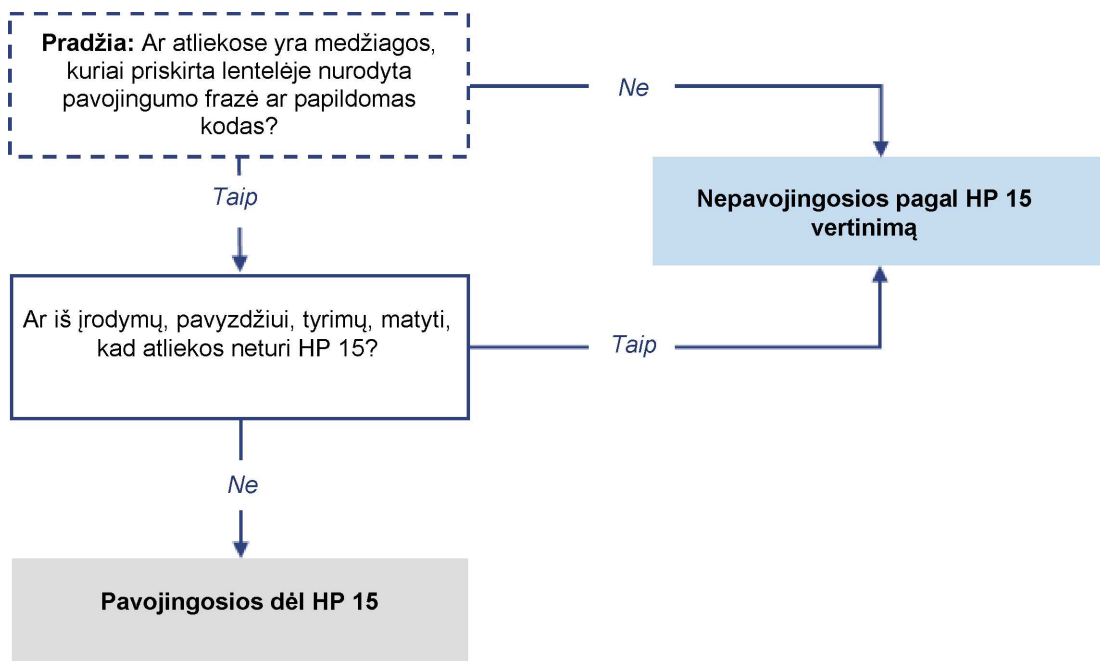 Pradžia: Ar atliekose yra medžiagos,
kuriai priskirta lentelėje nurodyta
pavojingumo frazė ar papildomas
kodas?
Ne
Taip
Nepavojingosios pagal HP 15
vertinimą
Ar iš įrodymų, pavyzdžiui, tyrimų, matyti,
kad atliekos neturi HP 15?
Taip
Ne
Pavojingosios dėl HP 15